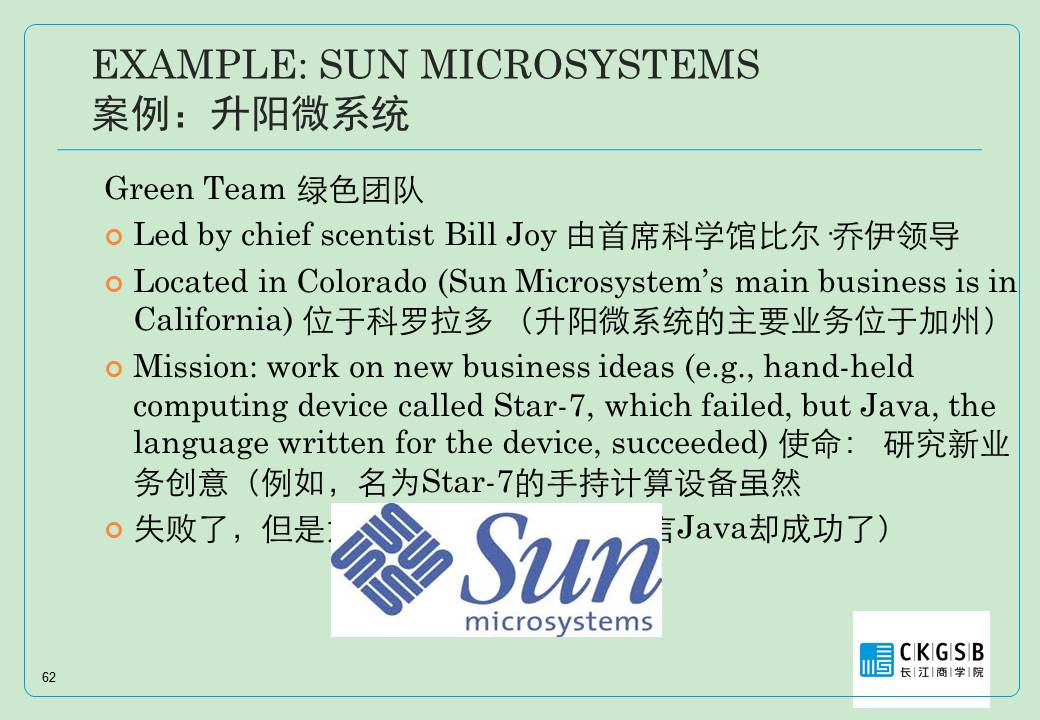 EXAMPLE: SUN MICROSYSTEMS
案例：升阳微系统
Green Team 绿色团队
Led by chief scentist Bill Joy 由首席科学馆比尔·乔伊领导
Located in Colorado (Sun Microsystem’s main business is in
California) 位于科罗拉多 （升阳微系统的主要业务位于加州）
Mission: work on new business ideas (e.g., hand-held
computing device called Star-7, which failed, but Java, the
language written for the device, succeeded) 使命： 研究新业
务创意（例如，名为Star-7的手持计算设备虽然
失败了，但是 言Java却成功了）
Sun
microsystems
CKGSB
长江商学院
62